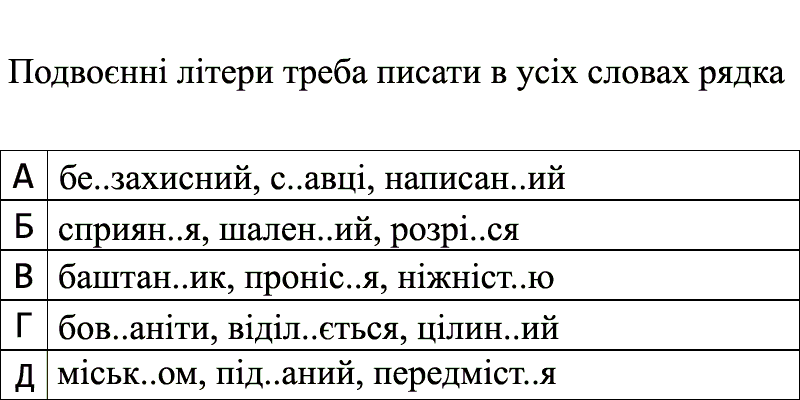 Подвоєнні літери треба писати в усіх словах рядка
А бе..захисний, с..авці, написан..ий
Б сприян..я, шален..ий, розрі..ся
В баштан..ик, проніс..я, ніжніст..ю
Г бов..аніти, віділ..ється, цілин..ий
Д міськ..ом, під..аний, передміст..я